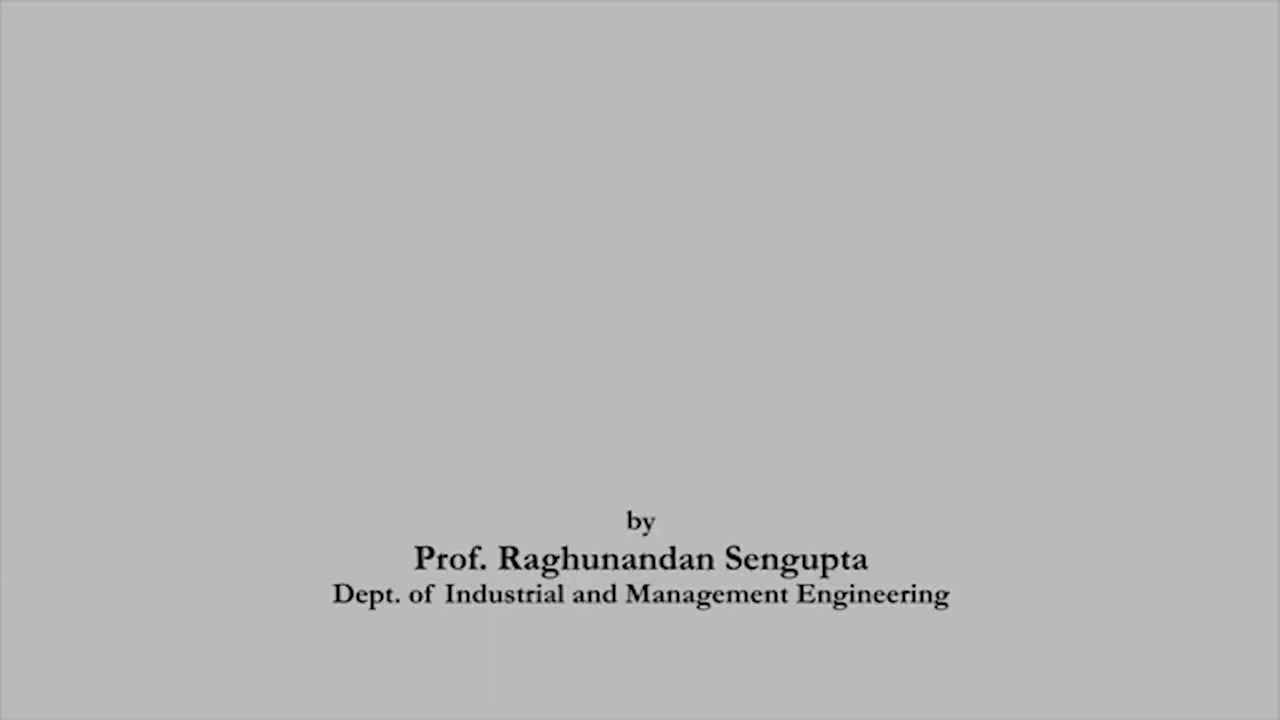 by
Prof. Raghunandan Sengupta
Dept. of Industrial and Management Engineering